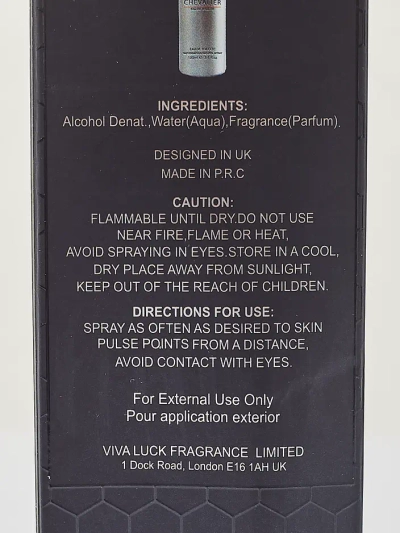 CHEVALIER
INGREDIENTS:
Alcohol Denat.,Water(Aqua),Fragrance(Parfum).
DESIGNED IN UK
MADE IN P.R.C
CAUTION:
FLAMMABLE UNTIL DRY.DO NOT USE
NEAR FIRE,FLAME OR HEAT,
AVOID SPRAYING IN EYES.STORE IN A COOL,
DRY PLACE AWAY FROM SUNLIGHT,
KEEP OUT OF THE REACH OF CHILDREN.
DIRECTIONS FOR USE:
SPRAY AS OFTEN AS DESIRED TO SKIN
PULSE POINTS FROM A DISTANCE,
AVOID CONTACT WITH EYES.
For External Use Only
Pour application exterior
VIVA LUCK FRAGRANCE LIMITED
1 Dock Road, London E16 1AH UK